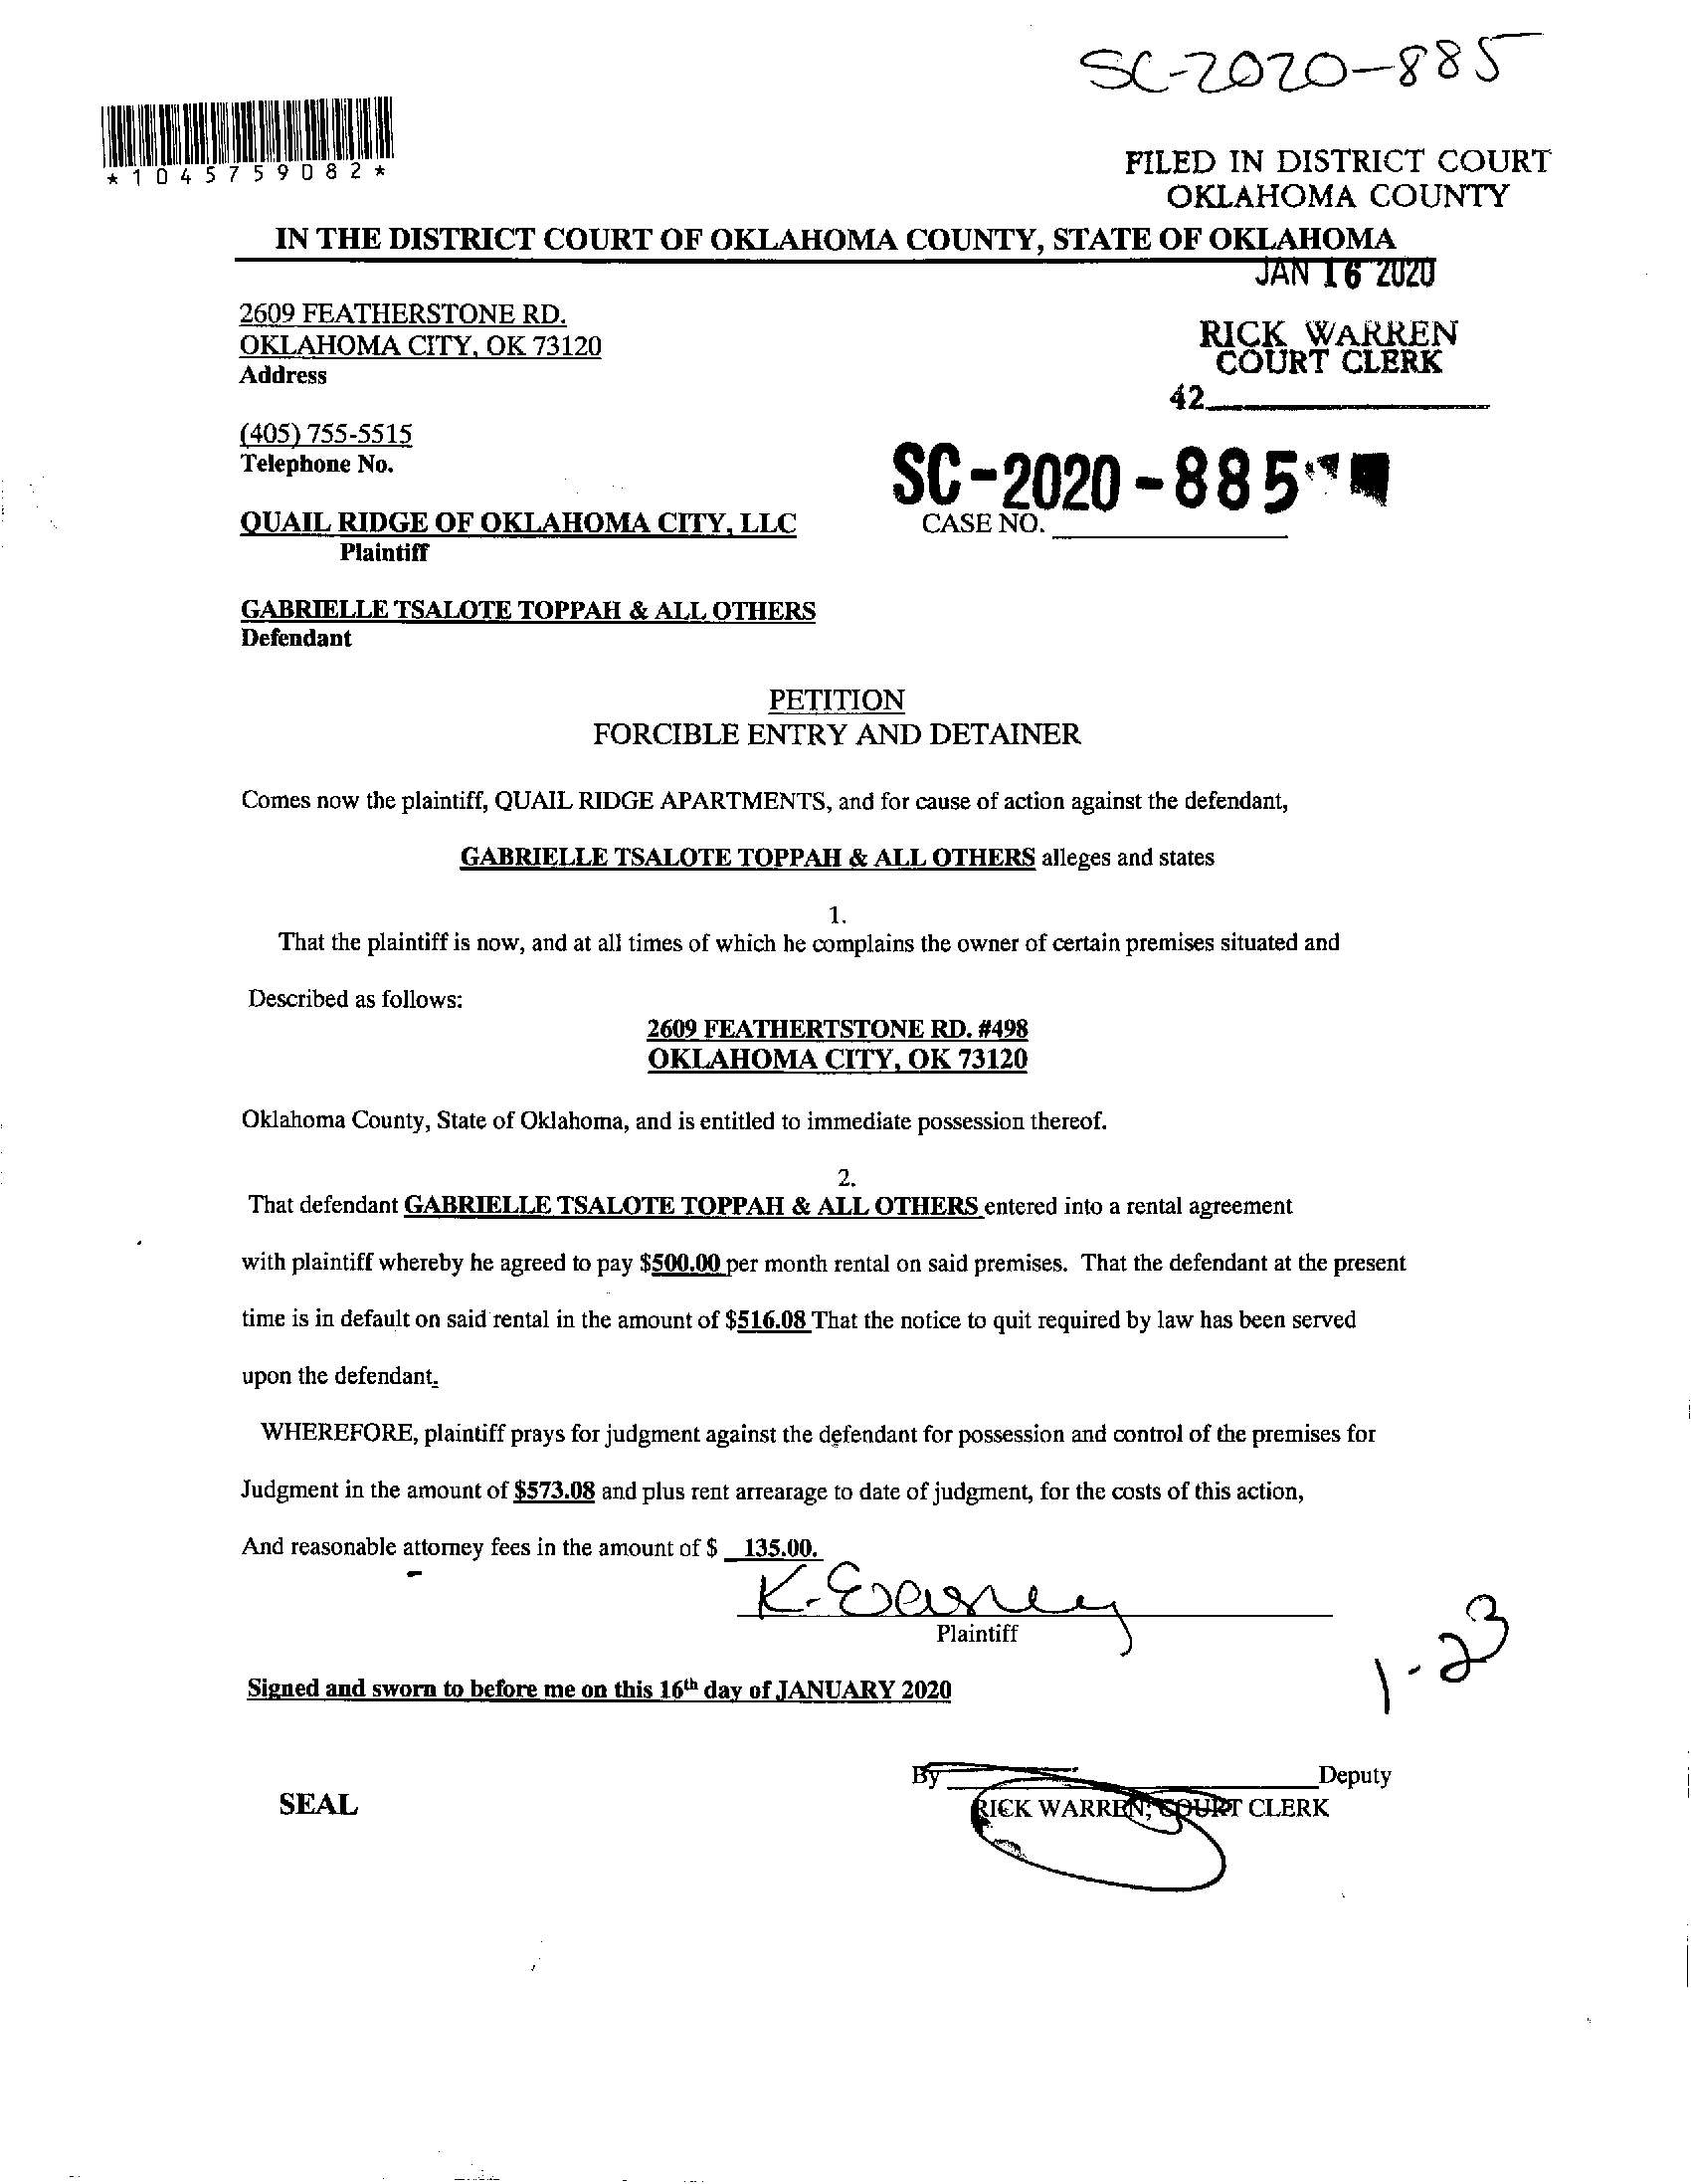 SC-2020-885
*1045759082*
FILED IN DISTRICT COURT
OKLAHOMA COUNTY
IN THE DISTRICT COURT OF OKLAHOMA COUNTY, STATE OF OKLAHOMA
JAN 16 2020
2609 FEATHERSTONE RD.
OKLAHOMA CITY, OK 73120
Address
RICK WARREN
COURT CLERK
42
(405) 755-5515
Telephone No.
SC-2020-885
QUAIL RIDGE OF OKLAHOMA CITY, LLC
CASE NO.
Plaintiff
GABRIELLE TSALOTE TOPPAH & ALL OTHERS
Defendant
PETITION
FORCIBLE ENTRY AND DETAINER
Comes now the plaintiff, QUAIL RIDGE APARTMENTS, and for cause of action against the defendant,
GABRIELLE TSALOTE TOPPAH & ALL OTHERS alleges and states
1.
That the plaintiff is now, and at all times of which he complains the owner of certain premises situated and
Described as follows:
2609 FEATHERTSTONE RD. #498
OKLAHOMA CITY, OK 73120
Oklahoma County, State of Oklahoma, and is entitled to immediate possession thereof.
2.
That defendant GABRIELLE TSALOTE TOPPAH & ALL OTHERS entered into a rental agreement
with plaintiff whereby he agreed to pay $500.00 per month rental on said premises. That the defendant at the present
time is in default on said rental in the amount of $516.08 That the notice to quit required by law has been served
upon the defendant.
WHEREFORE, plaintiff prays for judgment against the defendant for possession and control of the premises for
Judgment in the amount of $573.08 and plus rent arrearage to date of judgment, for the costs of this action,
And reasonable attorney fees in the amount of $ 135.00.
Plaintiff
1-23
Signed and sworn to before me on this 16th day of JANUARY 2020
By Deputy
SEAL
RICK WARREN, COURT CLERK